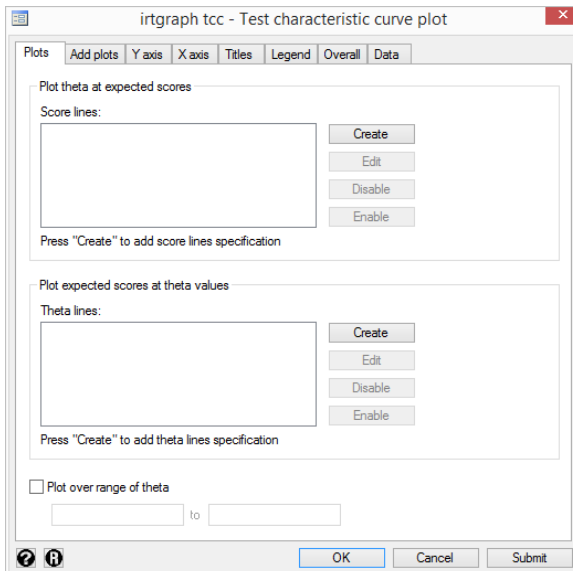 irtgraph tcc - Test characteristic curve plot
Plots Add plots Y axis X axis Titles Legend Overall Data
Plot theta at expected scores
Score lines:
Create
Edit
Disable
Enable
Press "Create" to add score lines specification
Plot expected scores at theta values
Theta lines:
Create
Edit
Disable
Enable
Press "Create" to add theta lines specification
Plot over range of theta
to
? R OK Cancel Submit